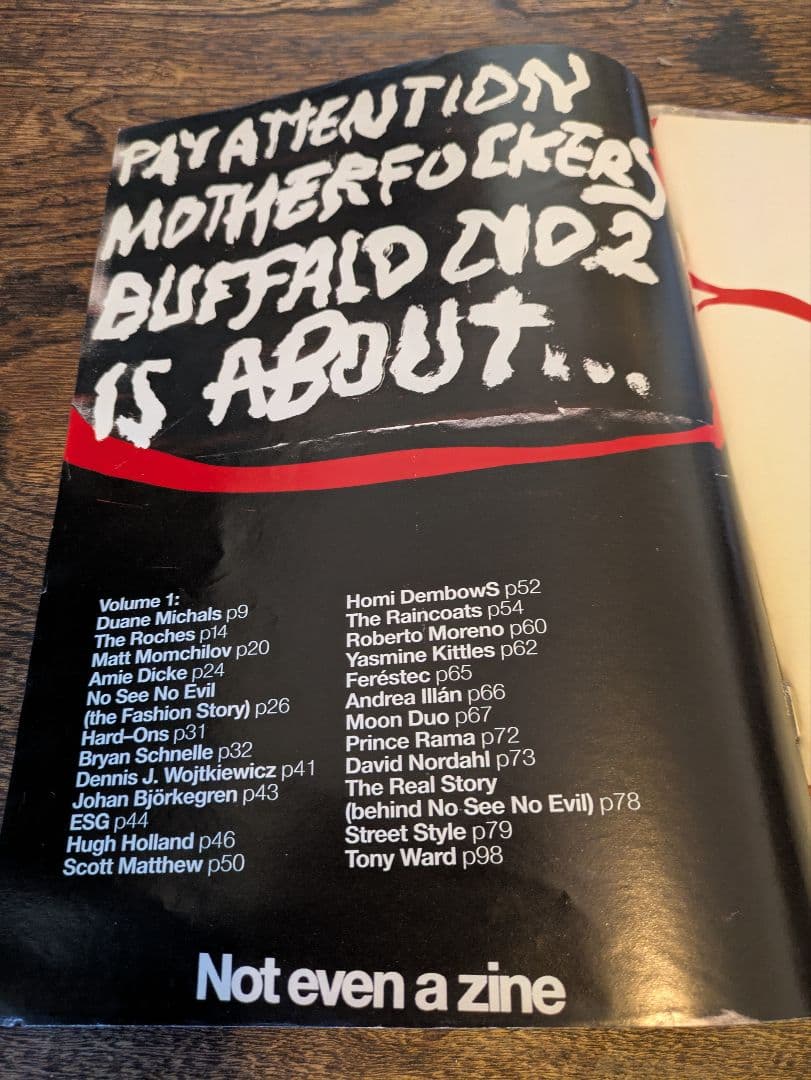 PAY ATTENTION
MOTHERFUCKERS
BUFFALO NO2
IS ABOUT...
Volume 1:
Duane Michals p9
The Roches p14
Matt Momchilov p20
Amie Dicke p24
No See No Evil
(the Fashion Story) p26
Hard–Ons p31
Bryan Schnelle p32
Dennis J. Wojtkiewicz p41
Johan Björkegren p43
ESG p44
Hugh Holland p46
Scott Matthew p50
Homi DembowS p52
The Raincoats p54
Roberto Moreno p60
Yasmine Kittles p62
Feréstec p65
Andrea Illán p66
Moon Duo p67
Prince Rama p72
David Nordahl p73
The Real Story
(behind No See No Evil) p78
Street Style p79
Tony Ward p98
Not even a zine